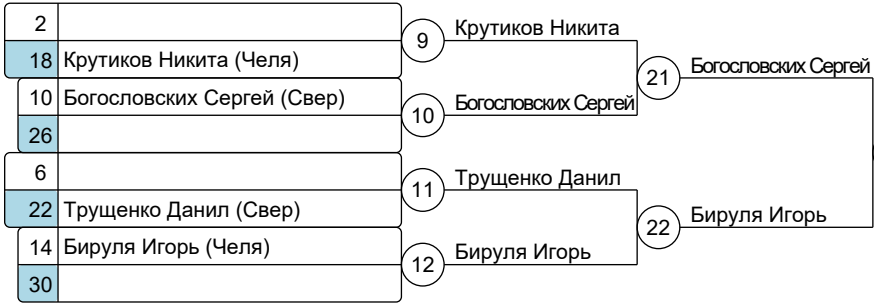 2
9
Крутиков Никита
18 Крутиков Никита (Челя)
21
Богословских Сергей
10 Богословских Сергей (Свер)
10
Богословских Сергей
26
6
11
Трущенко Данил
22 Трущенко Данил (Свер)
22
Бируля Игорь
14 Бируля Игорь (Челя)
12
Бируля Игорь
30